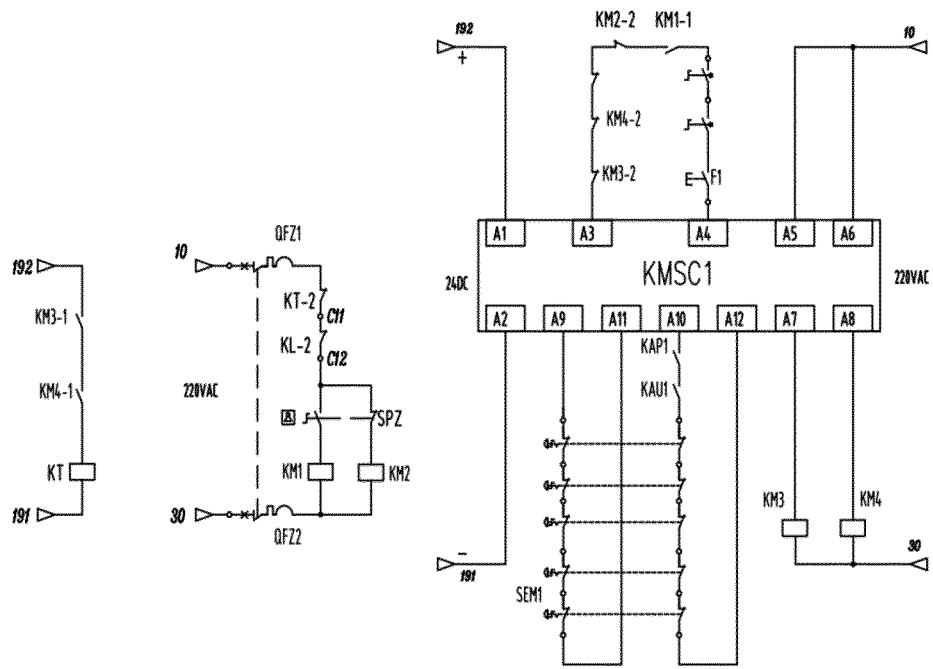 192
KM3-1
KM4-1
KT
191
10
QFZ1
KT-2
C11
KL-2
C12
220VAC
A
SPZ
KM1
KM2
30
QFZ2
192
+
KM2-2
KM1-1
10
KM4-2
KM3-2
F1
A1
A3
A4
A5
A6
24DC
KMSC1
220VAC
A2
A9
A11
A10
A12
A7
A8
KAP1
KAU1
KM3
KM4
SEM1
-
191
30